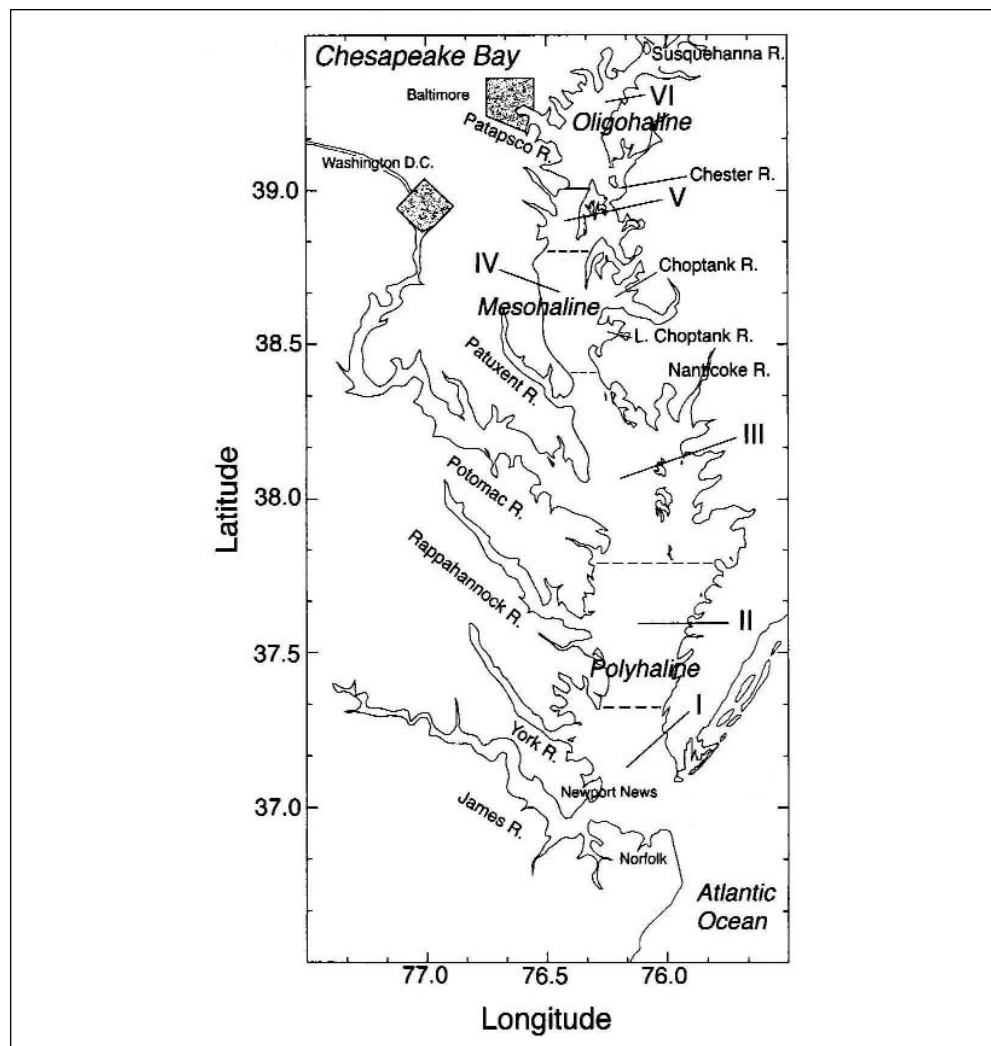 Chesapeake Bay
Susquehanna R.
Baltimore
VI
Oligohaline
Patapsco R.
Washington D.C.
Chester R.
39.0
V
IV
Choptank R.
Mesohaline
L. Choptank R.
38.5
Patuxent R.
Nanticoke R.
III
Latitude
38.0
Potomac R.
Rappahannock R.
II
37.5
Polyhaline
I
York R.
Newport News
37.0
James R.
Norfolk
Atlantic
Ocean
77.0
76.5
76.0
Longitude